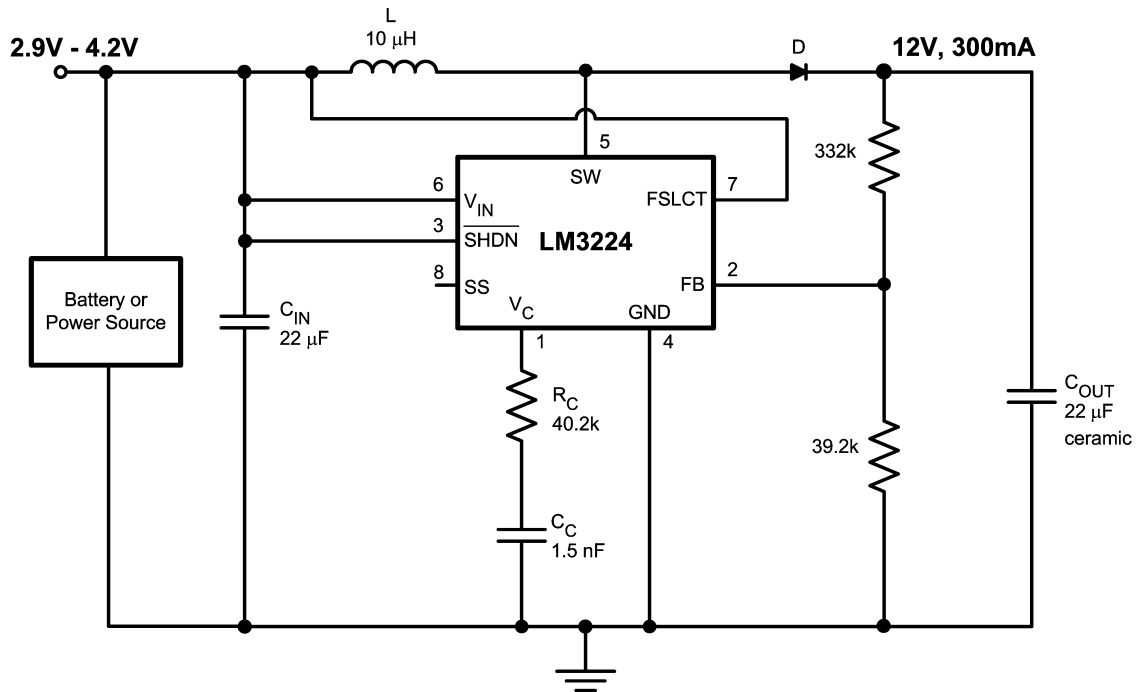 L
10 μH
2.9V - 4.2V
D
12V, 300mA
5
SW
332k
6
V_IN
7
FSLCT
3
SHDN
LM3224
8
SS
2
FB
V_C
GND
1
4
Battery or
Power Source
C_IN
22 μF
R_C
40.2k
C_OUT
22 μF
ceramic
39.2k
C_C
1.5 nF